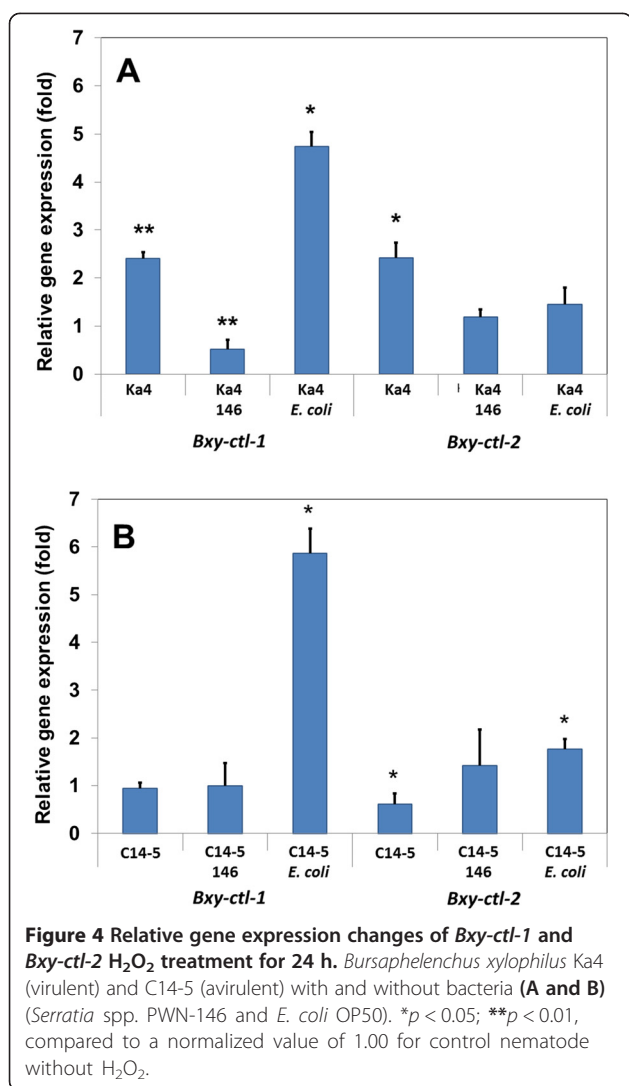 A
Relative gene expression (fold)
7
6
5
4
3
2
1
0
** ** * *
Ka4 Ka4 Ka4 Ka4 Ka4 Ka4
146 E. coli 146 E. coli
Bxy-ctl-1 Bxy-ctl-2
B
Relative gene expression (fold)
7
6
5
4
3
2
1
0
* * *
C14-5 C14-5 C14-5 C14-5 C14-5 C14-5
146 E. coli 146 E. coli
Bxy-ctl-1 Bxy-ctl-2
Figure 4 Relative gene expression changes of Bxy-ctl-1 and
Bxy-ctl-2 H₂O₂ treatment for 24 h. Bursaphelenchus xylophilus Ka4
(virulent) and C14-5 (avirulent) with and without bacteria (A and B)
(Serratia spp. PWN-146 and E. coli OP50). *p < 0.05; **p < 0.01,
compared to a normalized value of 1.00 for control nematode
without H₂O₂.